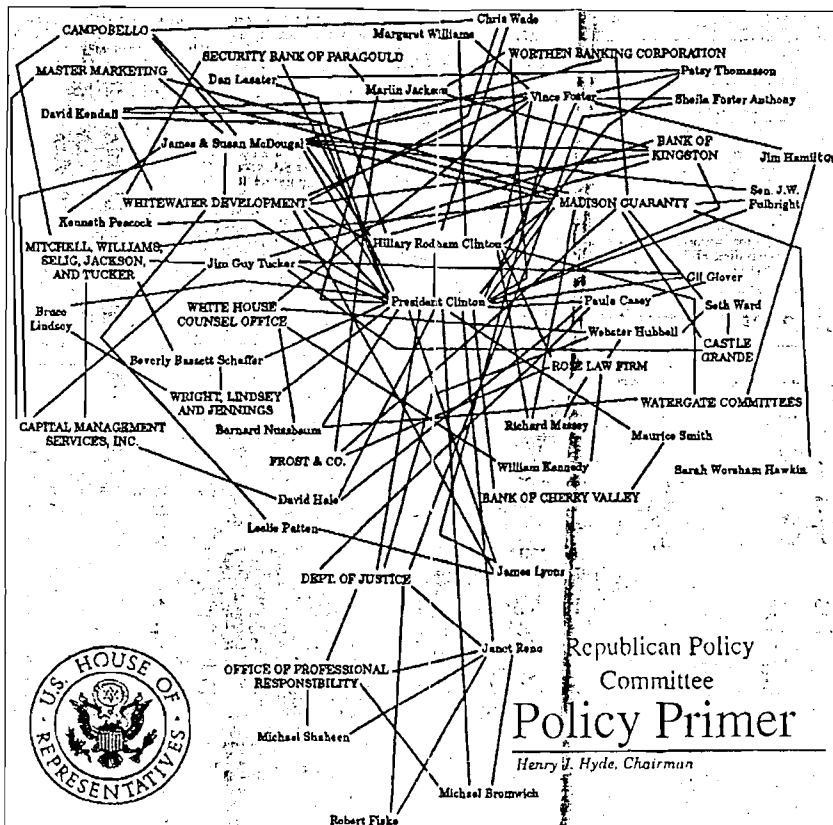 Chris Wade
CAMPOBELLO
Margaret Williams
SECURITY BANK OF PARAGOULD
WORTHEN BANKING CORPORATION
MASTER MARKETING
Dan Lasater
Marlin Jackson
Patsy Thomasson
Vince Foster
Sheila Foster Anthony
David Kendall
James & Susan McDougal
BANK OF
KINGSTON
Jim Hamilton
WHITEWATER DEVELOPMENT
MADISON GUARANTY
Sen. J.W.
Fulbright
Kenneth Peacock
MITCHELL, WILLIAMS,
SELIG, JACKSON,
AND TUCKER
Hillary Rodham Clinton
Jim Guy Tucker
Gil Glover
Bruce
Lindsey
WHITE HOUSE
COUNSEL OFFICE
President Clinton
Paula Casey
Seth Ward
Webster Hubbell
CASTLE
GRANDE
Beverly Bassett Schaffer
ROSE LAW FIRM
WRIGHT, LINDSEY
AND JENNINGS
WATERGATE COMMITTEES
CAPITAL MANAGEMENT
SERVICES, INC.
Bernard Nussbaum
Richard Massey
Maurice Smith
FROST & CO.
William Kennedy
Sarah Worsham Hawkin
David Hale
BANK OF CHERRY VALLEY
Leslie Patten
DEPT. OF JUSTICE
James Lyons
Janet Reno
OFFICE OF PROFESSIONAL
RESPONSIBILITY
Michael Shaheen
Michael Bromwich
Robert Fiske
U.S. HOUSE OF
REPRESENTATIVES
Republican Policy
Committee
Policy Primer
Henry J. Hyde, Chairman